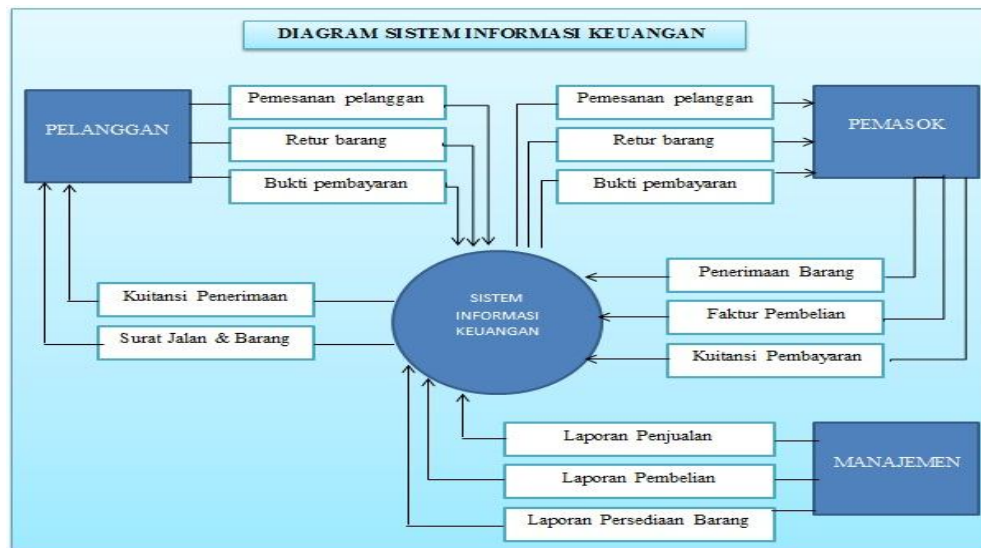 DIAGRAM SISTEM INFORMASI KEUANGAN
PELANGGAN
Pemesanan pelanggan
Retur barang
Bukti pembayaran
Pemesanan pelanggan
Retur barang
Bukti pembayaran
PEMASOK
Kuitansi Penerimaan
Surat Jalan & Barang
SISTEM
INFORMASI
KEUANGAN
Penerimaan Barang
Faktur Pembelian
Kuitansi Pembayaran
Laporan Penjualan
Laporan Pembelian
Laporan Persediaan Barang
MANAJEMEN